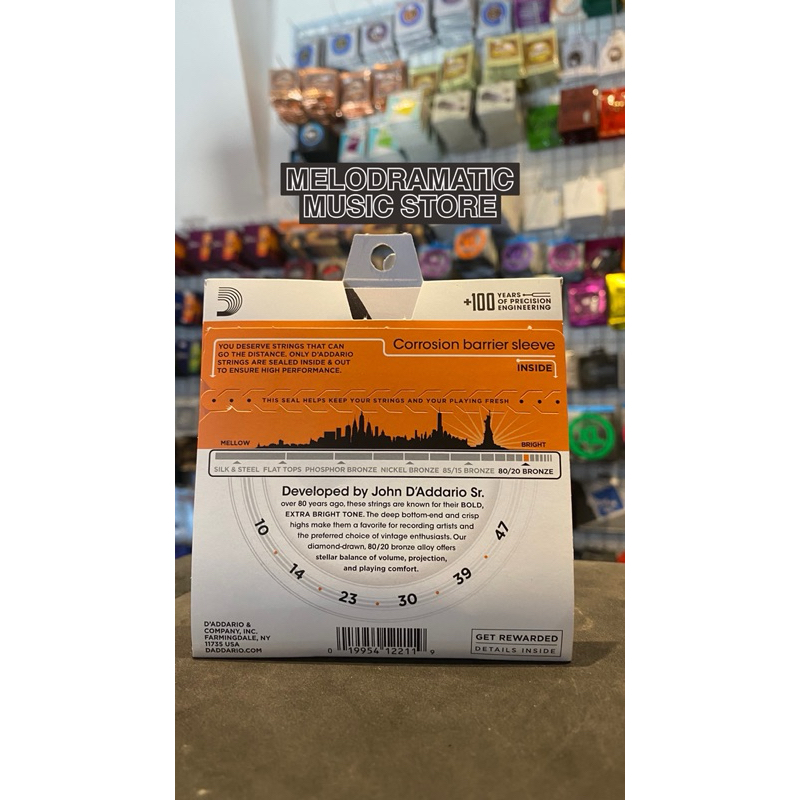 MELODRAMATIC
MUSIC STORE
+100 YEARS
OF PRECISION
ENGINEERING
YOU DESERVE STRINGS THAT CAN
GO THE DISTANCE. ONLY D'ADDARIO
STRINGS ARE SEALED INSIDE & OUT
TO ENSURE HIGH PERFORMANCE.
Corrosion barrier sleeve
INSIDE
THIS SEAL HELPS KEEP YOUR STRINGS AND YOUR PLAYING FRESH
MELLOW
BRIGHT
SILK & STEEL FLAT TOPS PHOSPHOR BRONZE NICKEL BRONZE 85/15 BRONZE 80/20 BRONZE
Developed by John D'Addario Sr.
over 80 years ago, these strings are known for their BOLD,
EXTRA BRIGHT TONE. The deep bottom-end and crisp
highs make them a favorite for recording artists and
the preferred choice of vintage enthusiasts. Our
diamond-drawn, 80/20 bronze alloy offers
stellar balance of volume, projection,
and playing comfort.
10 14 23 30 39 47
D'ADDARIO &
COMPANY, INC.
FARMINGDALE, NY
11735 USA
DADDARIO.COM
0 19954 12211 9
GET REWARDED
DETAILS INSIDE